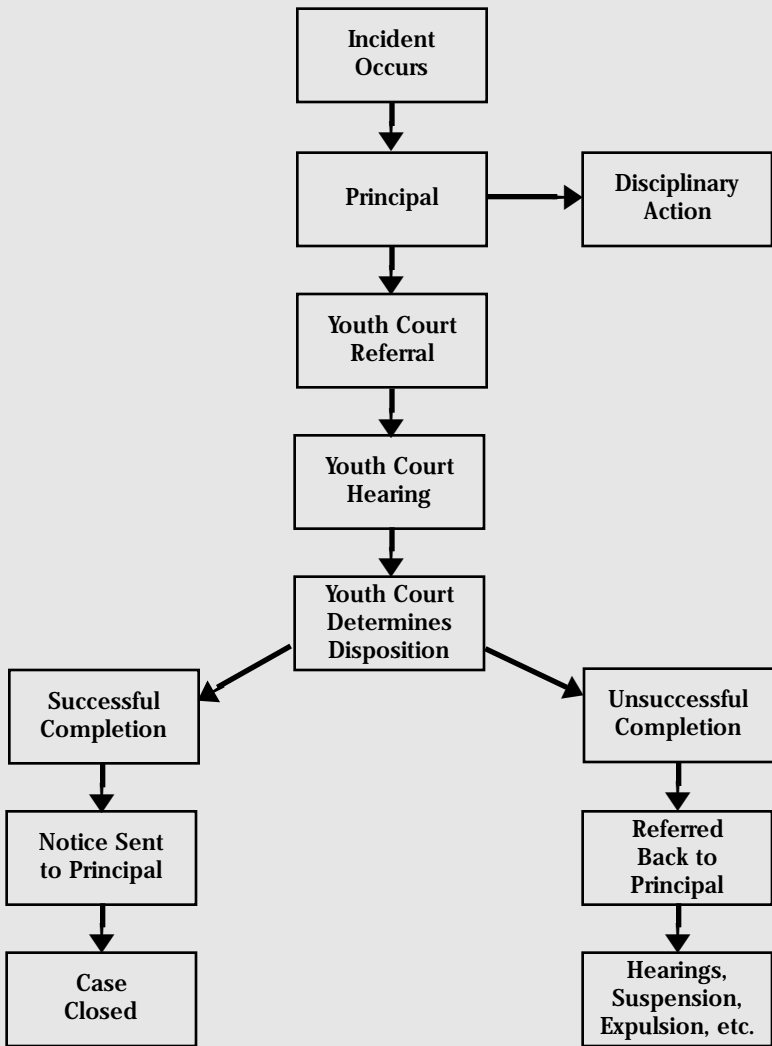 Incident
Occurs
Principal
Disciplinary
Action
Youth Court
Referral
Youth Court
Hearing
Youth Court
Determines
Disposition
Successful
Completion
Unsuccessful
Completion
Notice Sent
to Principal
Referred
Back to
Principal
Case
Closed
Hearings,
Suspension,
Expulsion, etc.